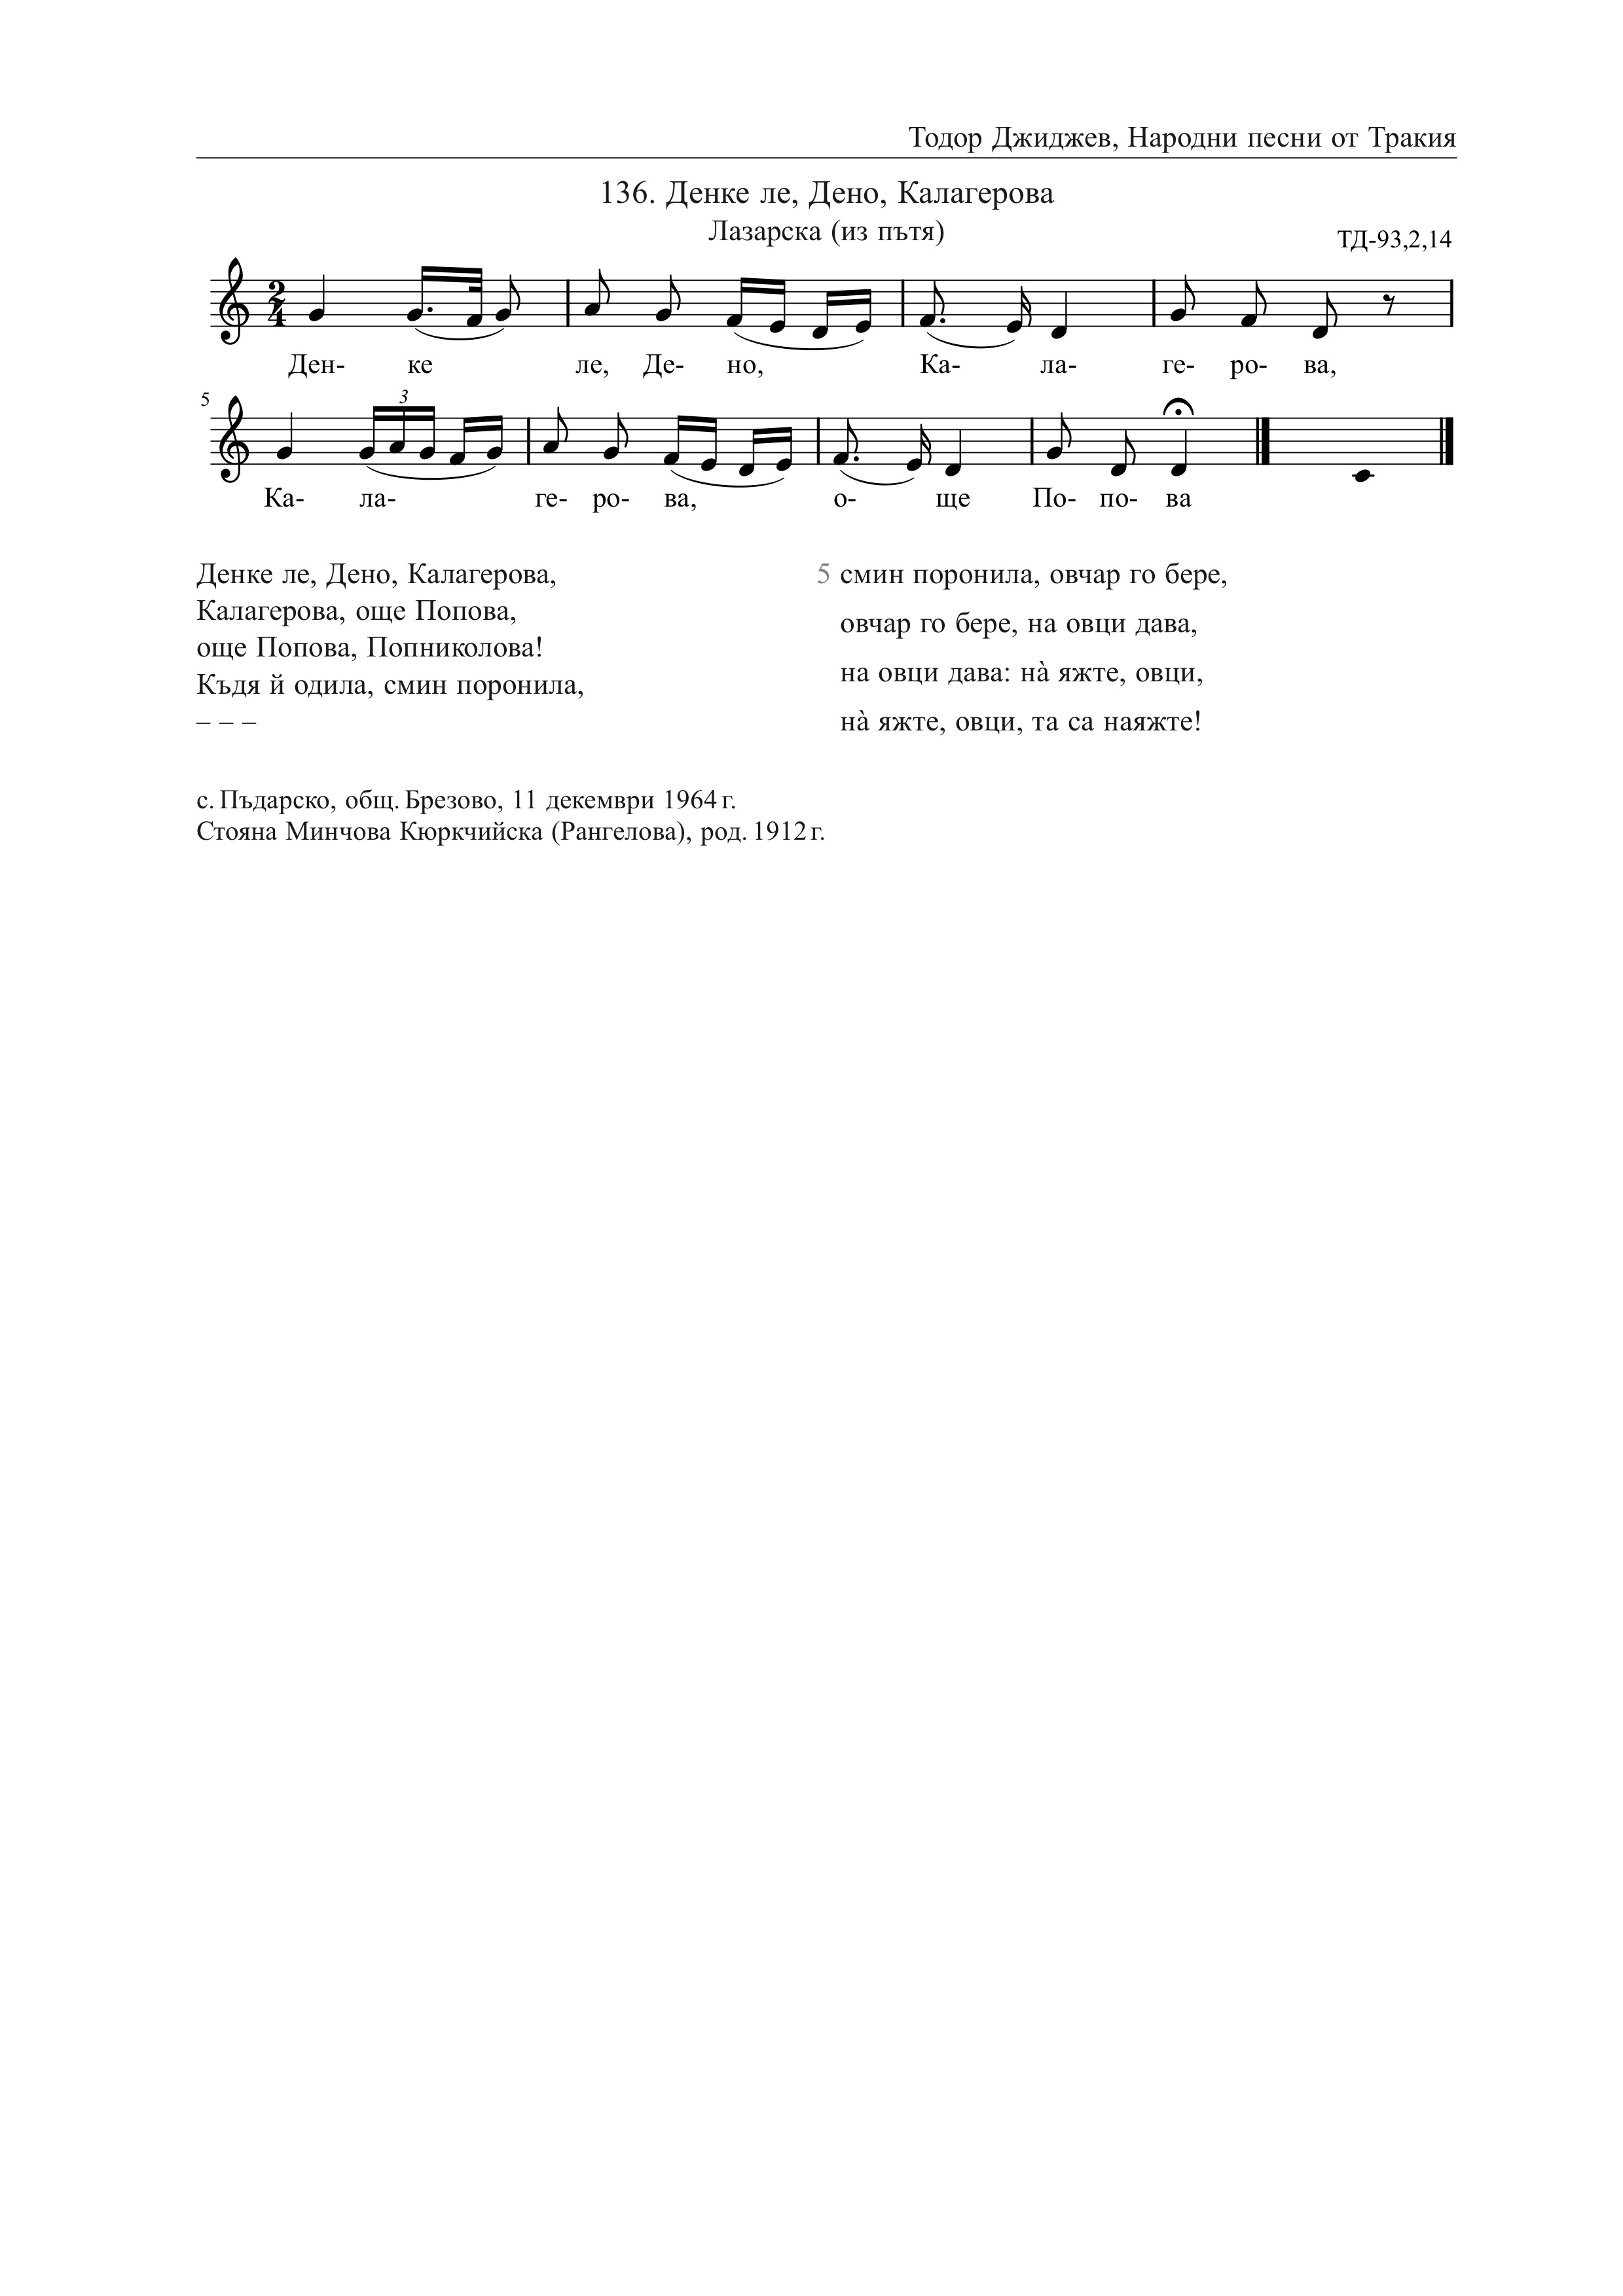 Тодор Джиджев, Народни песни от Тракия
136. Денке ле, Дено, Калагерова
Лазарска (из пътя)
ТД-93,2,14
2
4
Ден- ке ле, Де- но, Ка- ла- ге- ро- ва,
5
3
Ка- ла- ге- ро- ва, о- ще По- по- ва
Денке ле, Дено, Калагерова,
Калагерова, още Попова,
още Попова, Попниколова!
Къдя й одила, смин поронила,
– – –
5 смин поронила, овчар го бере,
овчар го бере, на овци дава,
на овци дава: нà яжте, овци,
нà яжте, овци, та са наяжте!
с. Пъдарско, общ. Брезово, 11 декември 1964 г.
Стояна Минчова Кюркчийска (Рангелова), род. 1912 г.